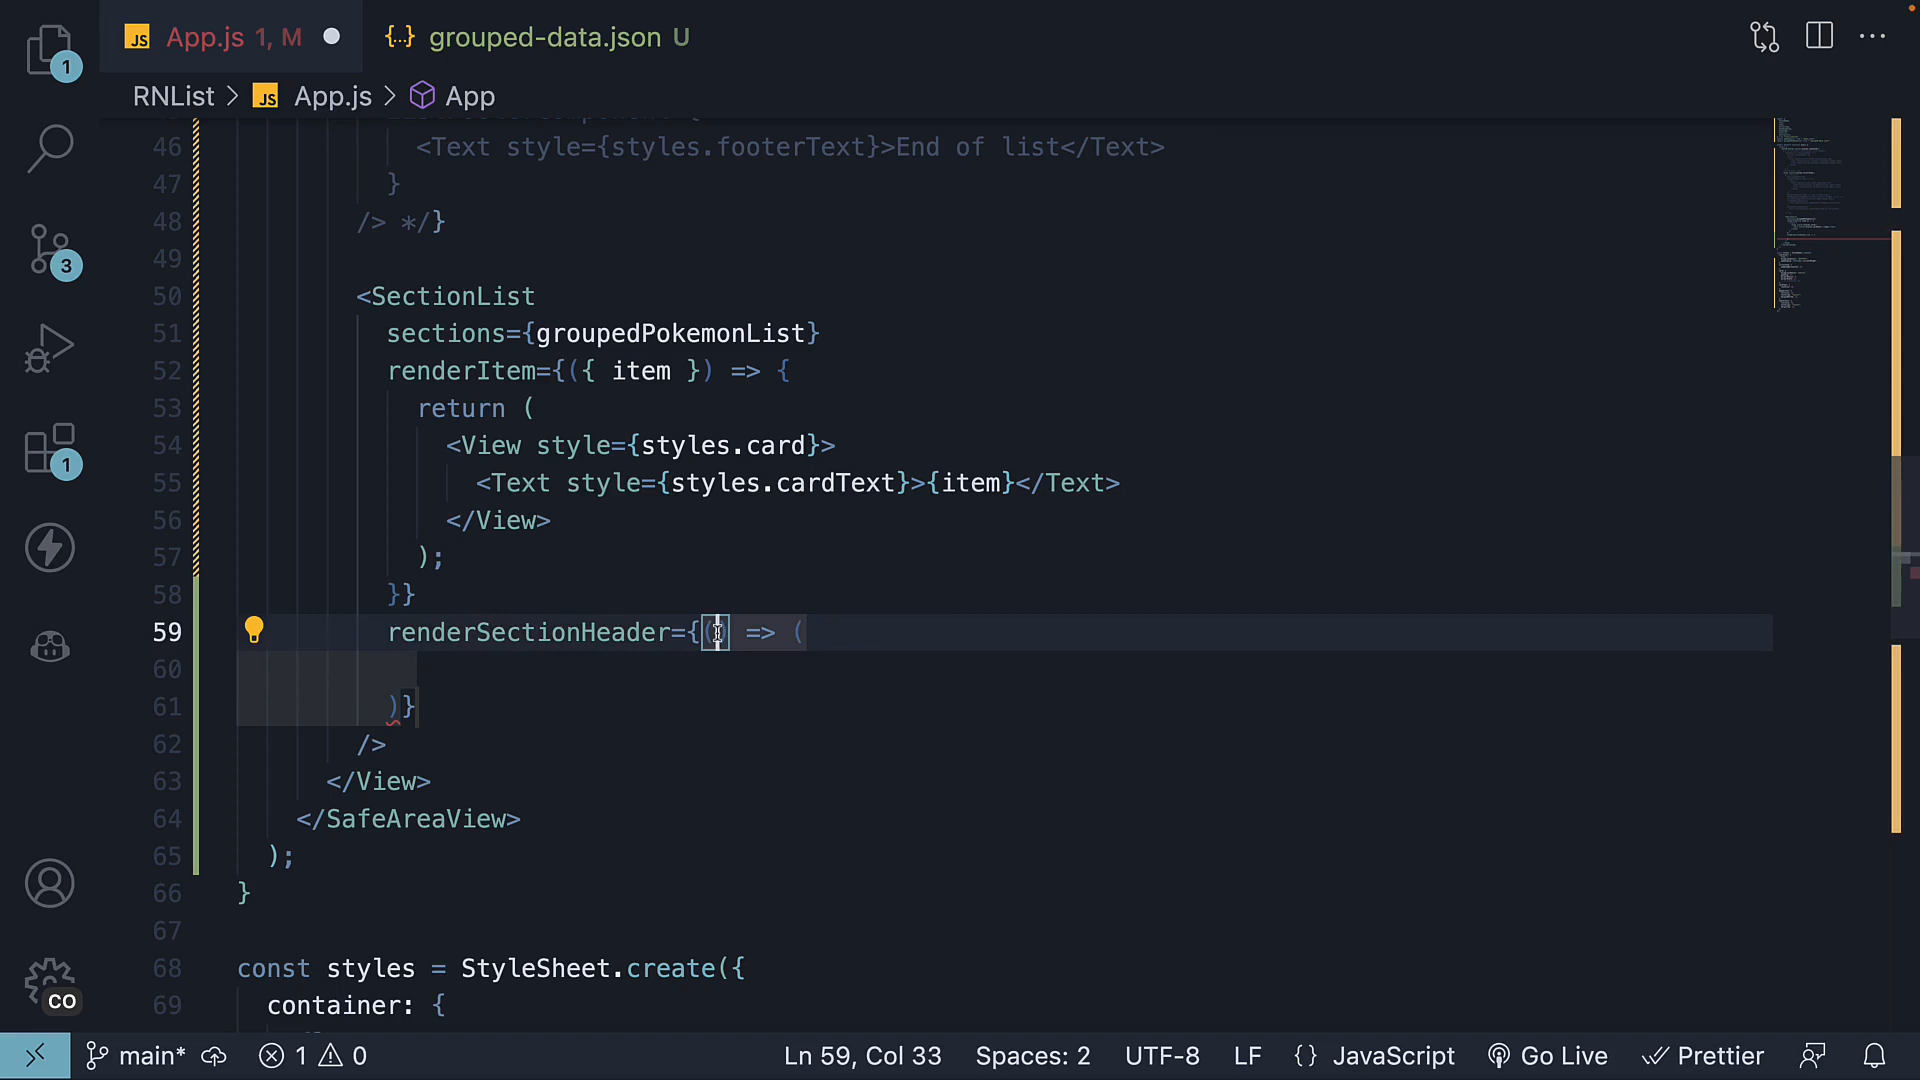 App.js 1, M
grouped-data.json U
RNList > App.js > App
46 <Text style={styles.footerText}>End of list</Text>
47 }
48 /> */}
49
50 <SectionList
51 sections={groupedPokemonList}
52 renderItem={({ item }) => {
53 return (
54 <View style={styles.card}>
55 <Text style={styles.cardText}>{item}</Text>
56 </View>
57 );
58 }}
59 renderSectionHeader={() => (
60
61 )}
62 />
63 </View>
64 </SafeAreaView>
65 );
66 }
67
68 const styles = StyleSheet.create({
69 container: {
1
3
1
CO
main* 1 0 Ln 59, Col 33 Spaces: 2 UTF-8 LF {} JavaScript Go Live Prettier